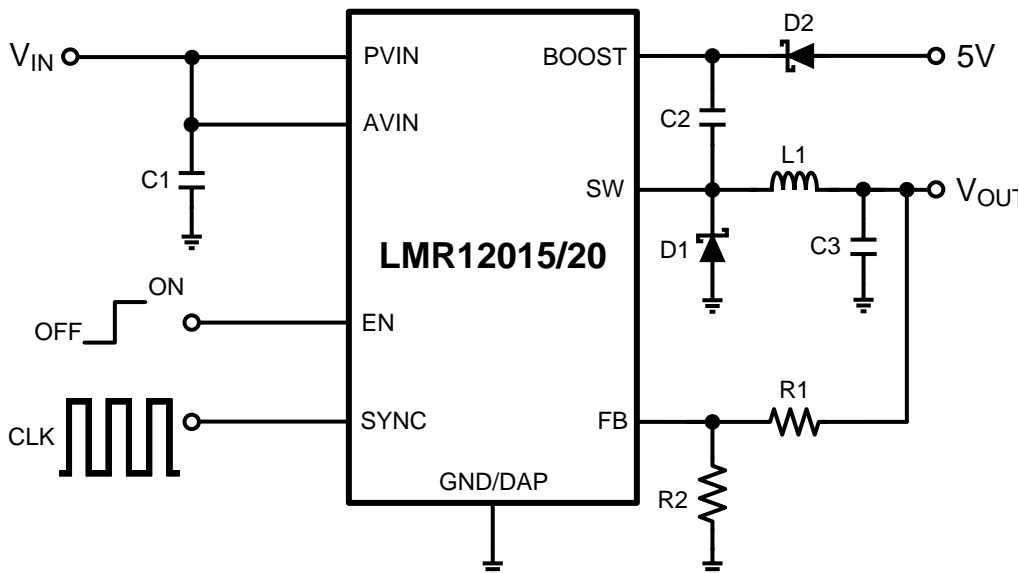 VIN
PVIN
BOOST
D2
5V
AVIN
C2
C1
L1
SW
VOUT
D1
C3
LMR12015/20
ON
OFF
EN
R1
CLK
SYNC
FB
GND/DAP
R2